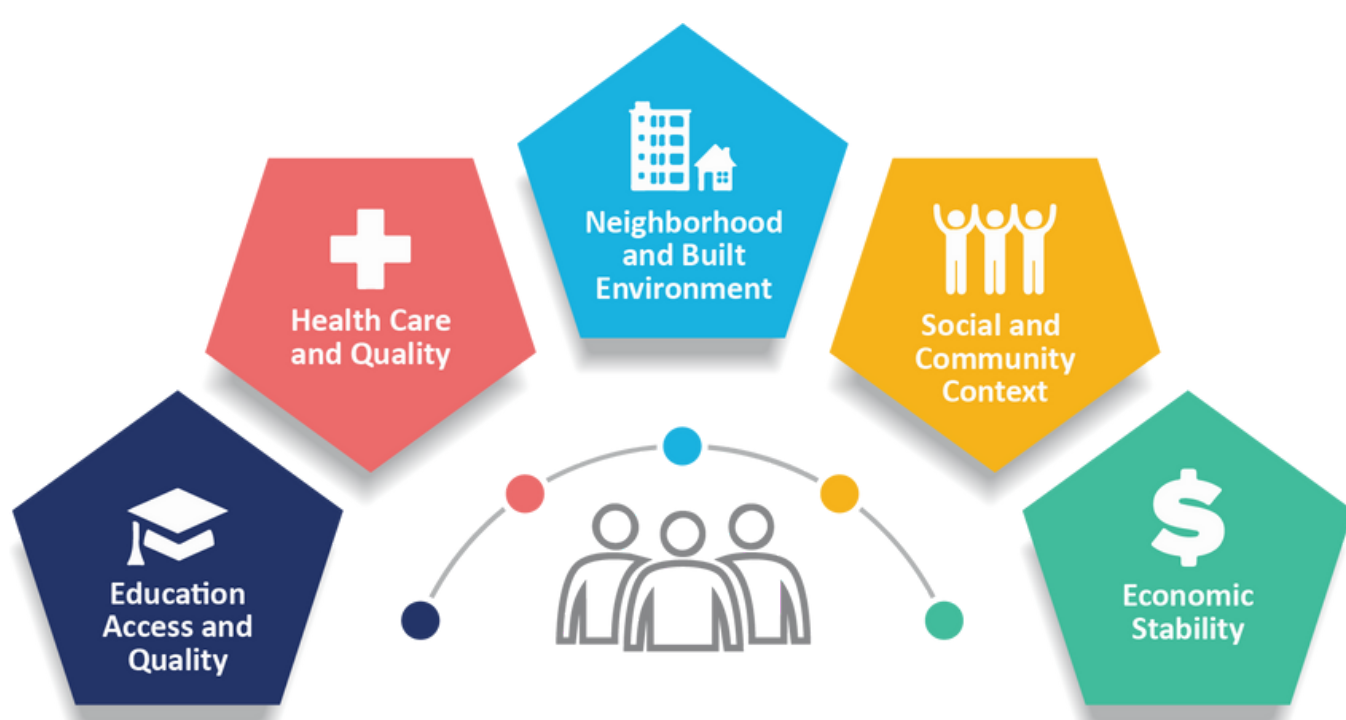 Education
Access and
Quality
Health Care
and Quality
Neighborhood
and Built
Environment
Social and
Community
Context
$
Economic
Stability